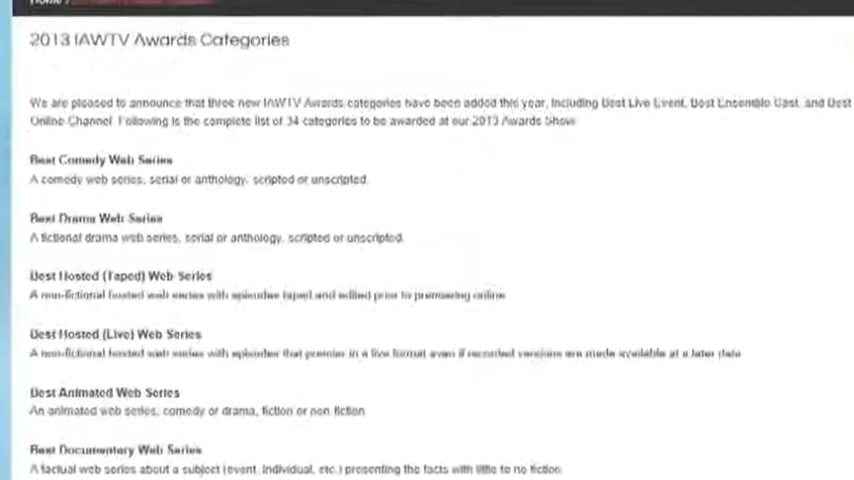 2013 IAWTV Awards Categories
We are pleased to announce that three new IAWTV Awards categories have been added this year, including Best Live Event, Best Ensemble Cast, and Best
Online Channel. Following is the complete list of 34 categories to be awarded at our 2013 Awards Show.
Best Comedy Web Series
A comedy web series, serial or anthology, scripted or unscripted.
Best Drama Web Series
A fictional drama web series, serial or anthology, scripted or unscripted.
Best Hosted (Taped) Web Series
A non-fictional hosted web series with episodes taped and edited prior to premiering online
Best Hosted (Live) Web Series
A non-fictional hosted web series with episodes that premier in a live format even if recorded versions are made available at a later date
Best Animated Web Series
An animated web series, comedy or drama, fiction or non fiction
Best Documentary Web Series
A factual web series about a subject (event, individual, etc.) presenting the facts with little to no fiction